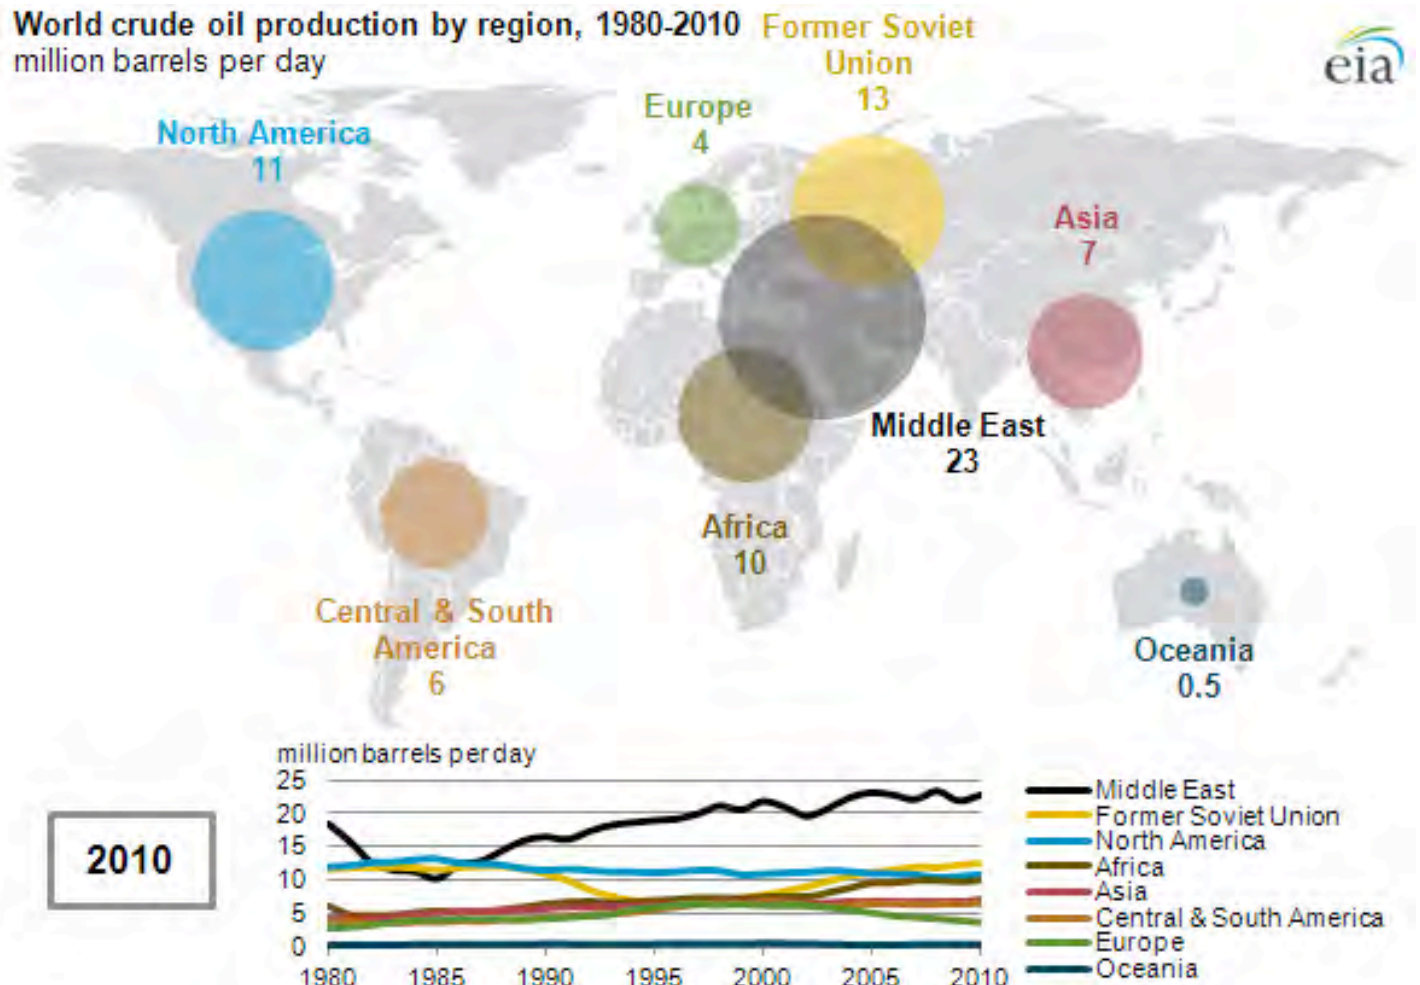 World crude oil production by region, 1980-2010
million barrels per day
eia
Former Soviet
Union
13
Europe
4
North America
11
Asia
7
Middle East
23
Africa
10
Central & South
America
6
Oceania
0.5
million barrels per day
25
20
15
10
5
0
1980 1985 1990 1995 2000 2005 2010
2010
Middle East
Former Soviet Union
North America
Africa
Asia
Central & South America
Europe
Oceania